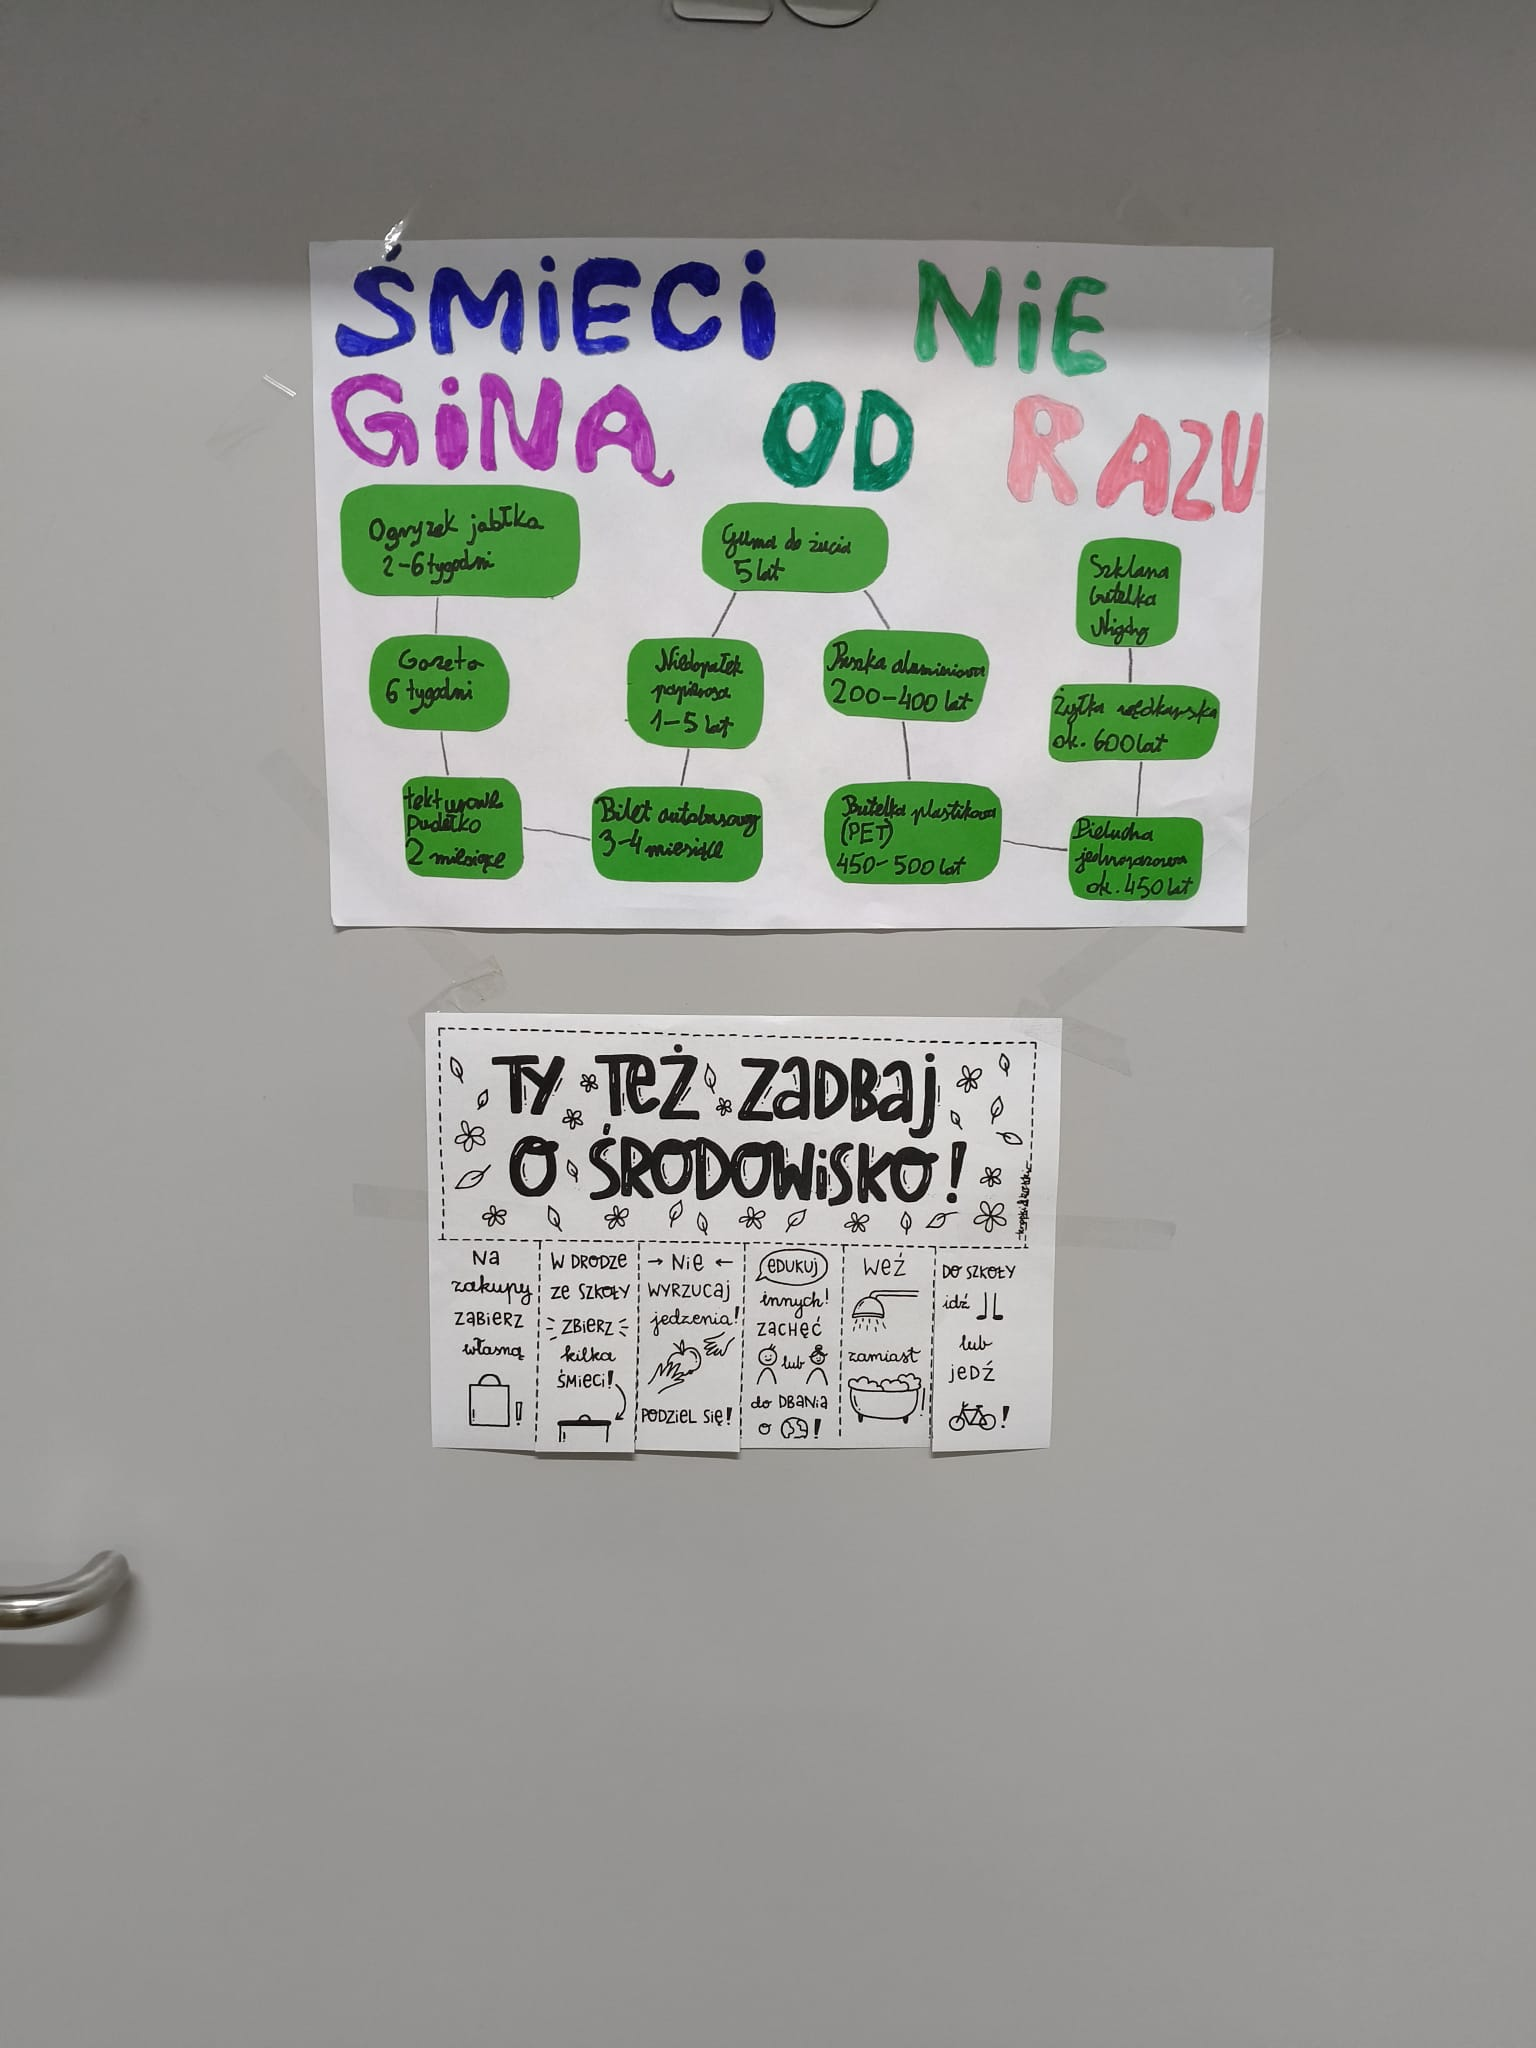 ŚMiECi NiE
GiNĄ OD RAZU
Ogryzek jabłka
2-6 tygodni
Gazeta
6 tygodni
tekturowe
pudełko
2 miesiące
Bilet autobusowy
3-4 miesiące
Niedopałek
papierosa
1-5 lat
Guma do żucia
5 lat
Puszka aluminiowa
200-400 lat
Butelka plastikowa
(PET)
450-500 lat
Pielucha
jednorazowa
ok. 450 lat
Żyłka wędkarska
ok. 600 lat
Szklana
butelka
Nigdy
TY TeŻ ZaDBaj
O ŚRODOWiSKO!
Na
zakupy
ZABIERZ
własną
!
W DRODZE
ZE SZKOŁY
ZBIERZ
kilka
ŚMieci!
→ Nie ←
WYRZUCAJ
jedzenia!
PODZIEL SIĘ!
eDUKUJ
innych!
ZACHĘĆ
lub
do DBaNia
o !
WeŹ
zamiast
!
DO SZKOŁY
idź
lub
jeDŹ
!